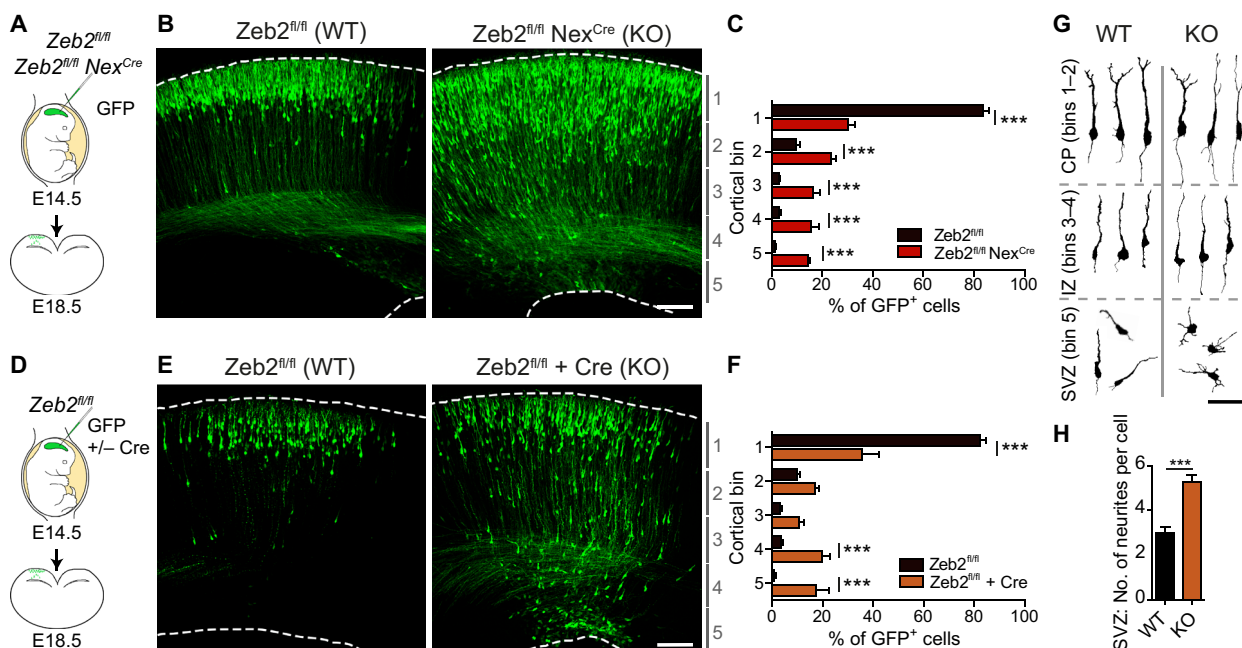 A
Zeb2fl/fl
Zeb2fl/fl NexCre
GFP
E14.5
E18.5
B
Zeb2fl/fl (WT)
Zeb2fl/fl NexCre (KO)
1
2
3
4
5
C
Cortical bin
1
2
3
4
5
***
***
***
***
***
Zeb2fl/fl
Zeb2fl/fl NexCre
0 20 40 60 80 100
% of GFP+ cells
D
Zeb2fl/fl
GFP
+/– Cre
E14.5
E18.5
E
Zeb2fl/fl (WT)
Zeb2fl/fl + Cre (KO)
1
2
3
4
5
F
Cortical bin
1
2
3
4
5
***
***
***
Zeb2fl/fl
Zeb2fl/fl + Cre
0 20 40 60 80 100
% of GFP+ cells
G
WT KO
CP (bins 1–2)
IZ (bins 3–4)
SVZ (bin 5)
H
SVZ: No. of neurites per cell
6
4
2
0
***
WT KO